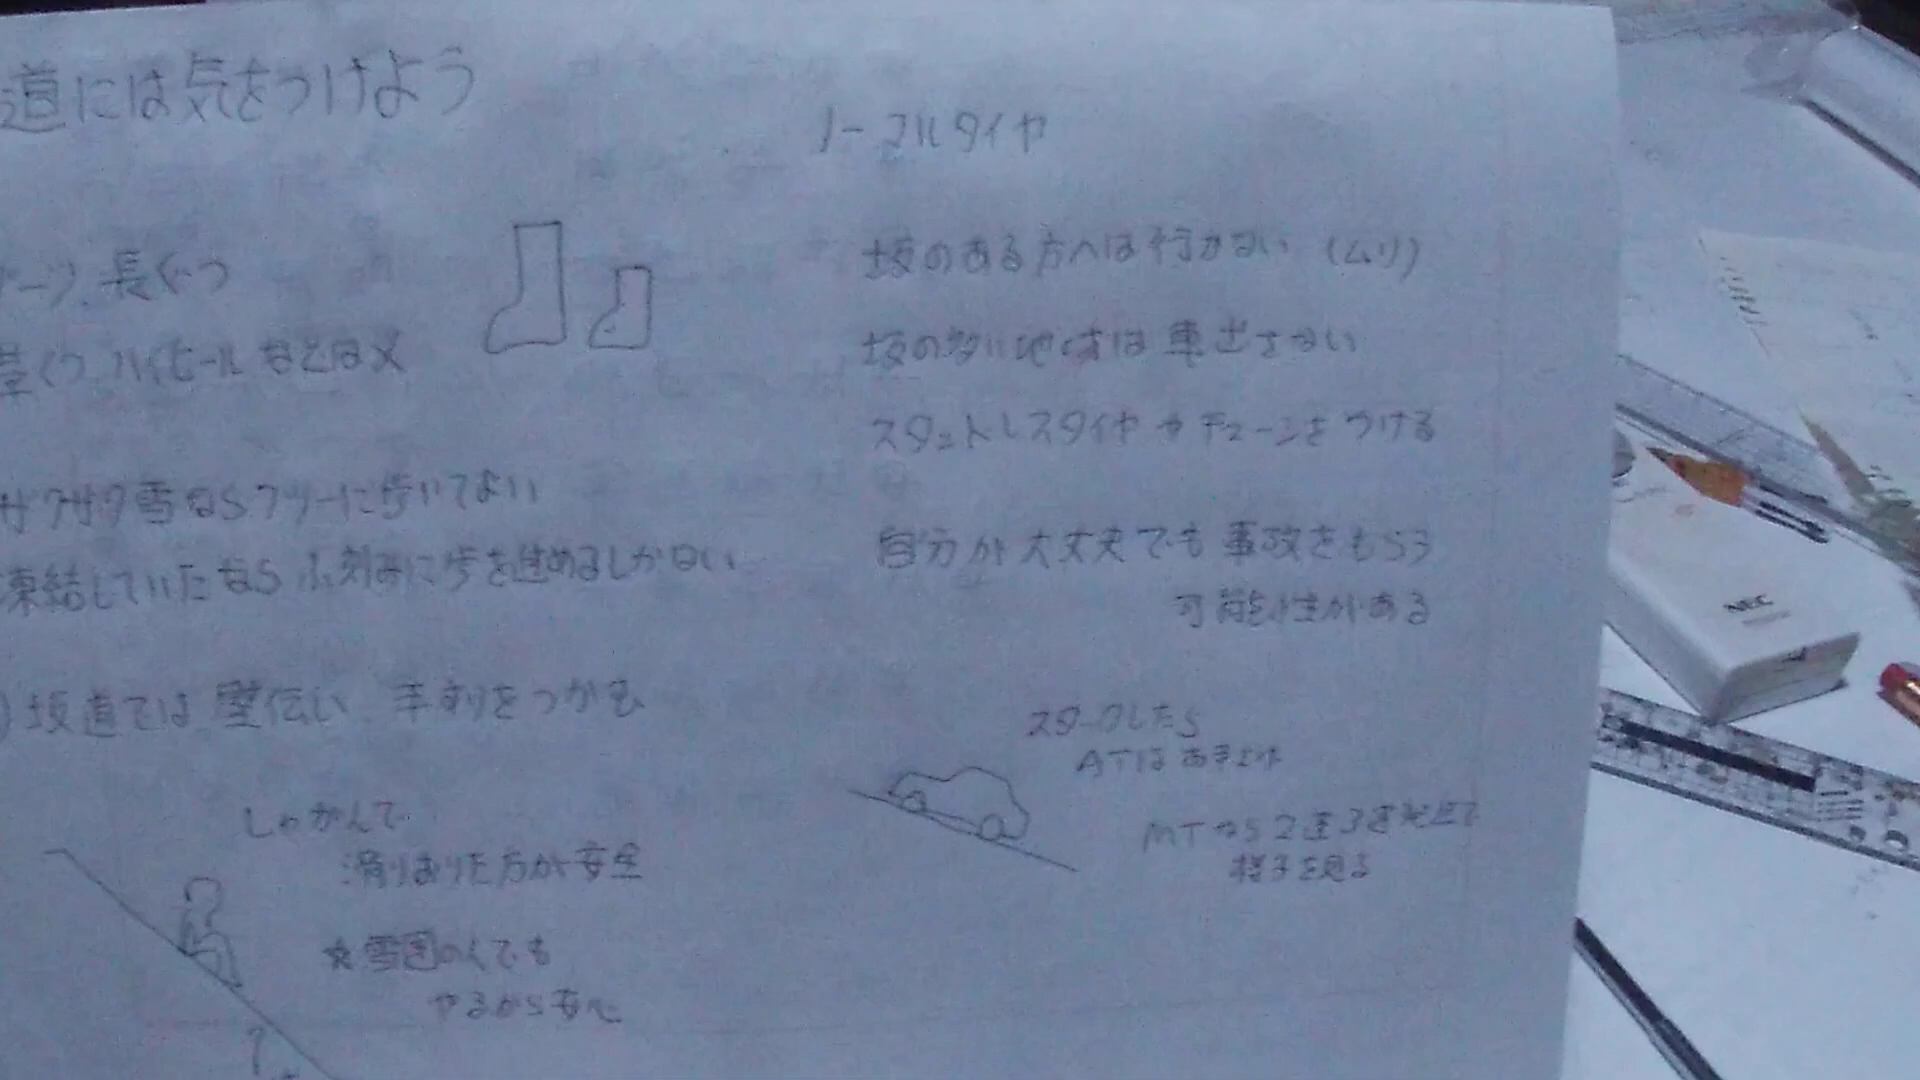 道には気をつけよう
ブーツ、長ぐつ
革ぐつ ハイヒール などは×
サクサク雪ならフツーに歩いてよい
凍結していたなら 小刻みに歩を進めるしかない
坂道では 壁伝い 手すりをつかむ
しゃがんで
滑りおりた方が安全
☆雪国の人でも
やるから安心
ノーマルタイヤ
坂のある方へは行かない (ムリ)
坂の多い地域は 車出さない
スタットレスタイヤやチェーンをつける
自分が大丈夫でも 事故をもらう
可能性がある
スタックしたら
ATはあきらめ
MTなら2速3速発進で
様子を見る
NEC